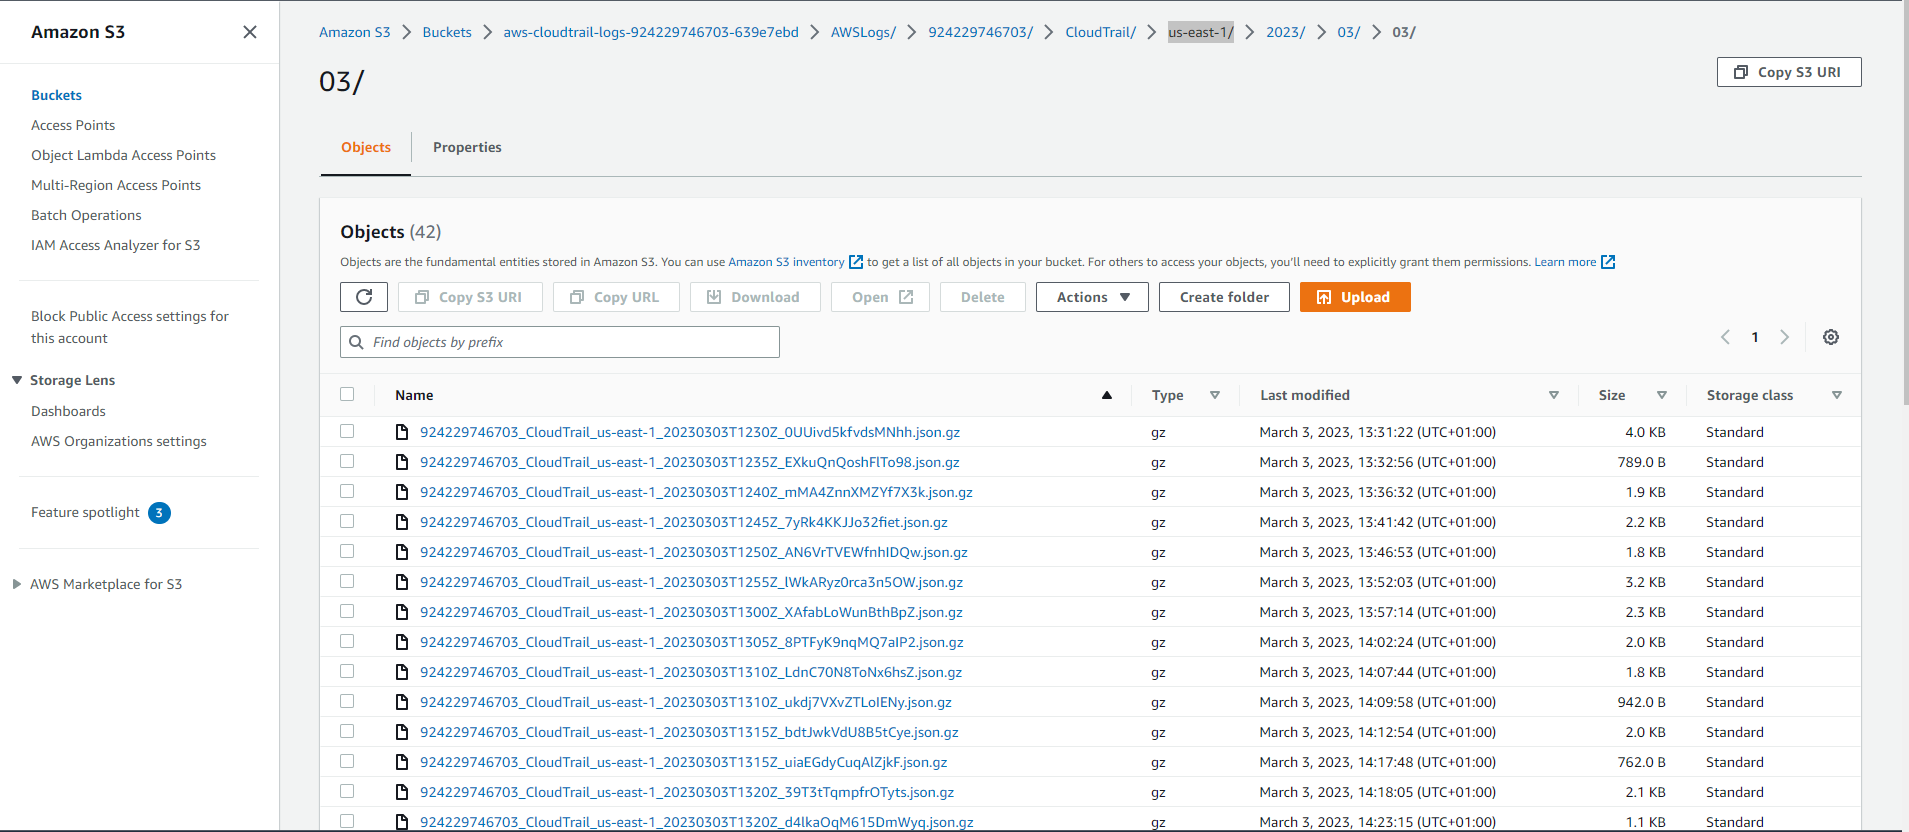 Amazon S3
Buckets
Access Points
Object Lambda Access Points
Multi-Region Access Points
Batch Operations
IAM Access Analyzer for S3
Block Public Access settings for
this account
Storage Lens
Dashboards
AWS Organizations settings
Feature spotlight 3
AWS Marketplace for S3
Amazon S3 Buckets aws-cloudtrail-logs-924229746703-639e7ebd AWSLogs/ 924229746703/ CloudTrail/ us-east-1/ 2023/ 03/ 03/
03/
Copy S3 URI
Objects Properties
Objects (42)
Objects are the fundamental entities stored in Amazon S3. You can use Amazon S3 inventory to get a list of all objects in your bucket. For others to access your objects, you'll need to explicitly grant them permissions. Learn more
Copy S3 URI Copy URL Download Open Delete Actions Create folder Upload
Find objects by prefix
1
Name Type Last modified Size Storage class
924229746703_CloudTrail_us-east-1_20230303T1230Z_0UUivd5kfvdsMNhh.json.gz gz March 3, 2023, 13:31:22 (UTC+01:00) 4.0 KB Standard
924229746703_CloudTrail_us-east-1_20230303T1235Z_EXkuQnQoshFlTo98.json.gz gz March 3, 2023, 13:32:56 (UTC+01:00) 789.0 B Standard
924229746703_CloudTrail_us-east-1_20230303T1240Z_mMA4ZnnXMZYf7X3k.json.gz gz March 3, 2023, 13:36:32 (UTC+01:00) 1.9 KB Standard
924229746703_CloudTrail_us-east-1_20230303T1245Z_7yRk4KKJJo32fiet.json.gz gz March 3, 2023, 13:41:42 (UTC+01:00) 2.2 KB Standard
924229746703_CloudTrail_us-east-1_20230303T1250Z_AN6VrTVEWfnhIDQw.json.gz gz March 3, 2023, 13:46:53 (UTC+01:00) 1.8 KB Standard
924229746703_CloudTrail_us-east-1_20230303T1255Z_lWkARyz0rca3n5OW.json.gz gz March 3, 2023, 13:52:03 (UTC+01:00) 3.2 KB Standard
924229746703_CloudTrail_us-east-1_20230303T1300Z_XAfabLoWunBthBpZ.json.gz gz March 3, 2023, 13:57:14 (UTC+01:00) 2.3 KB Standard
924229746703_CloudTrail_us-east-1_20230303T1305Z_8PTFyK9nqMQ7aIP2.json.gz gz March 3, 2023, 14:02:24 (UTC+01:00) 2.0 KB Standard
924229746703_CloudTrail_us-east-1_20230303T1310Z_LdnC70N8ToNx6hsZ.json.gz gz March 3, 2023, 14:07:44 (UTC+01:00) 1.8 KB Standard
924229746703_CloudTrail_us-east-1_20230303T1310Z_ukdj7VXvZTLoIENy.json.gz gz March 3, 2023, 14:09:58 (UTC+01:00) 942.0 B Standard
924229746703_CloudTrail_us-east-1_20230303T1315Z_bdtJwkVdU8B5tCye.json.gz gz March 3, 2023, 14:12:54 (UTC+01:00) 2.0 KB Standard
924229746703_CloudTrail_us-east-1_20230303T1315Z_uiaEGdyCuqAlZjkF.json.gz gz March 3, 2023, 14:17:48 (UTC+01:00) 762.0 B Standard
924229746703_CloudTrail_us-east-1_20230303T1320Z_39T3tTqmpfrOTyts.json.gz gz March 3, 2023, 14:18:05 (UTC+01:00) 2.1 KB Standard
924229746703_CloudTrail_us-east-1_20230303T1320Z_d4lkaOqM615DmWyq.json.gz gz March 3, 2023, 14:23:15 (UTC+01:00) 1.1 KB Standard